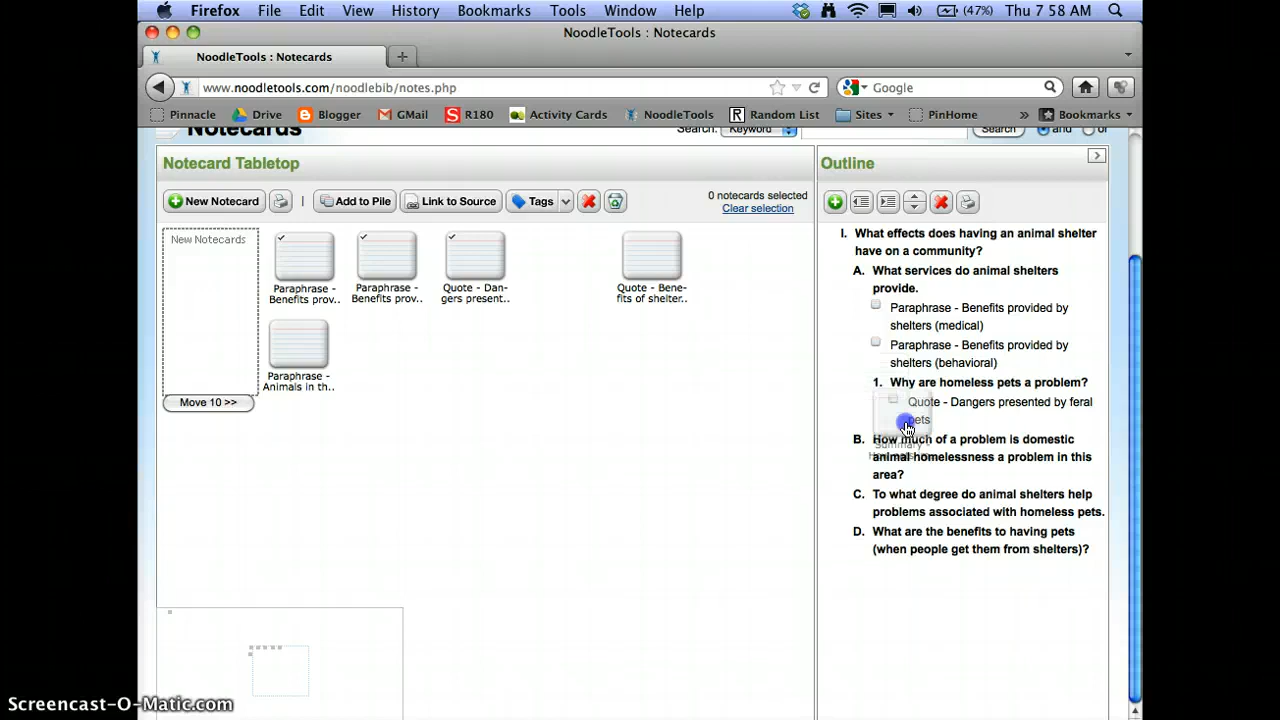 Firefox File Edit View History Bookmarks Tools Window Help (47%) Thu 7 58 AM
NoodleTools : Notecards
NoodleTools : Notecards
www.noodletools.com/noodlebib/notes.php Google
Pinnacle Drive Blogger GMail S R180 Activity Cards NoodleTools R Random List Sites PinHome » Bookmarks
Notecards Search: Keyword Search and or
Notecard Tabletop
New Notecard Add to Pile Link to Source Tags
0 notecards selected
Clear selection
New Notecards
Paraphrase -
Benefits prov..
Paraphrase -
Benefits prov..
Quote - Dan-
gers present..
Quote - Bene-
fits of shelter..
Paraphrase -
Animals in th..
Move 10 >>
Outline
I. What effects does having an animal shelter
have on a community?
A. What services do animal shelters
provide.
Paraphrase - Benefits provided by
shelters (medical)
Paraphrase - Benefits provided by
shelters (behavioral)
1. Why are homeless pets a problem?
Quote - Dangers presented by feral
pets
Summary -
B. How much of a problem is domestic
animal homelessness a problem in this
area?
C. To what degree do animal shelters help
problems associated with homeless pets.
D. What are the benefits to having pets
(when people get them from shelters)?
Screencast-O-Matic.com